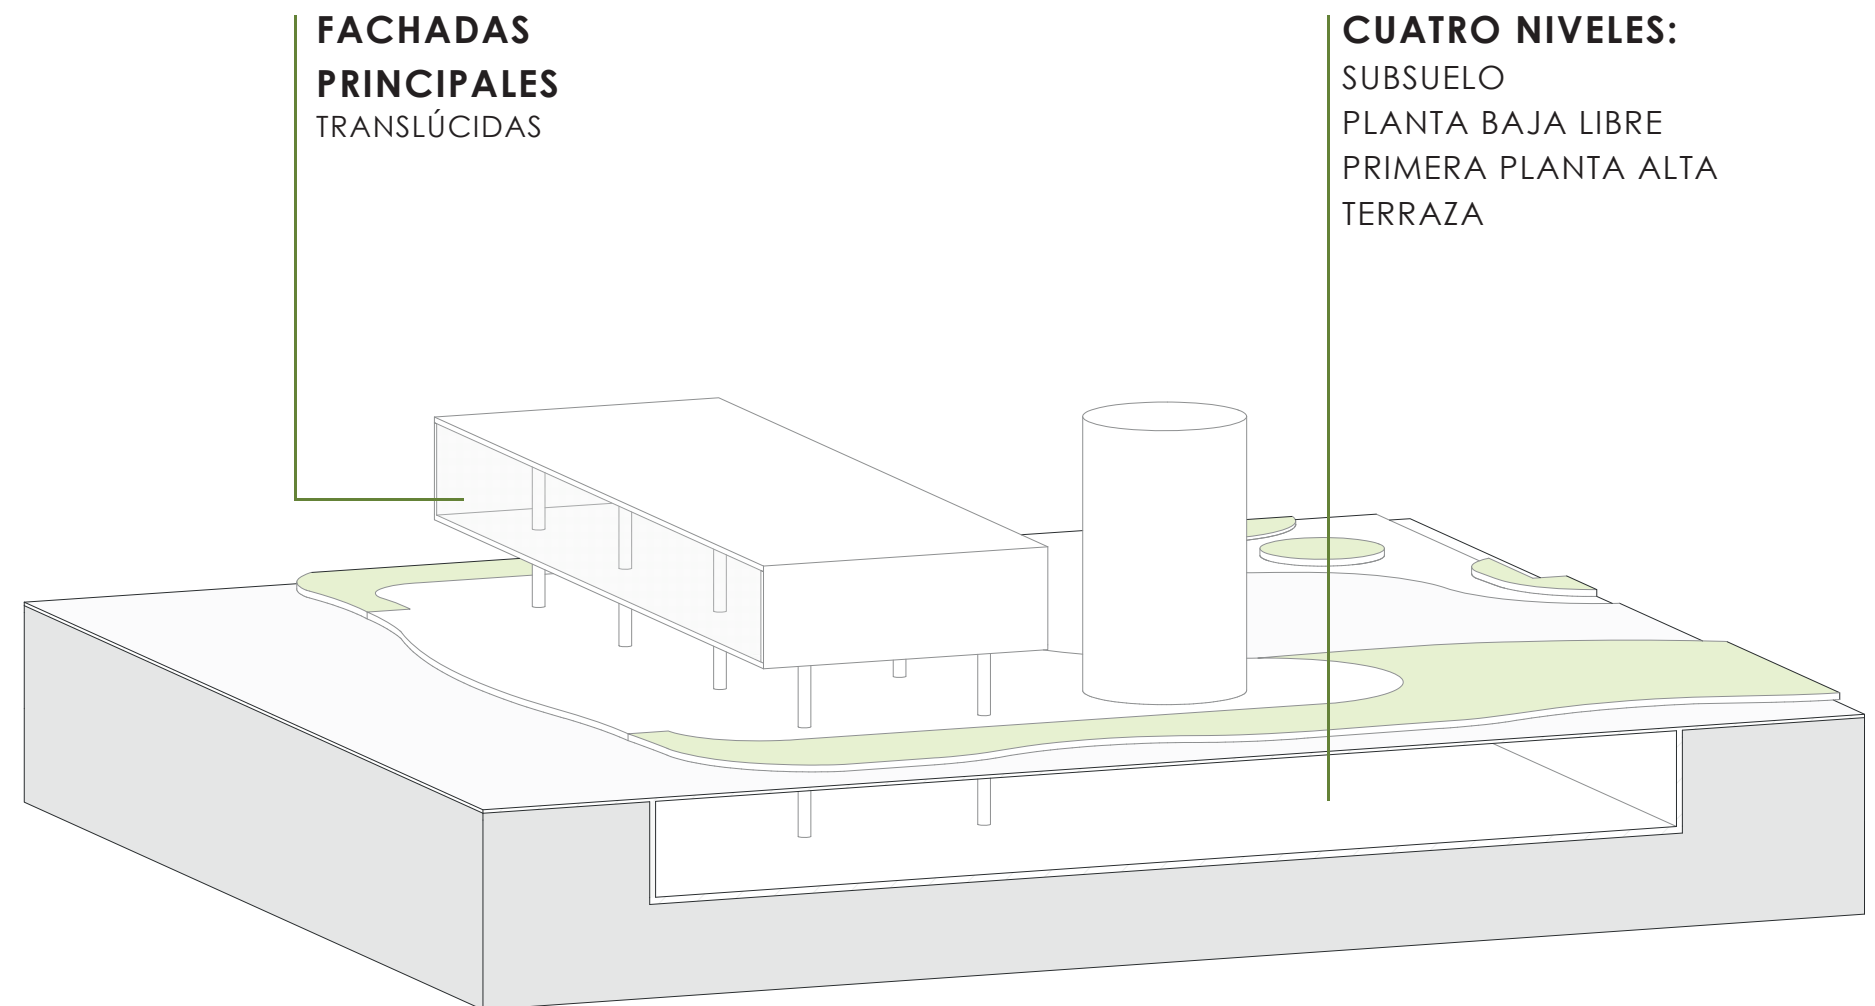 FACHADAS
PRINCIPALES
TRANSLÚCIDAS
CUATRO NIVELES:
SUBSUELO
PLANTA BAJA LIBRE
PRIMERA PLANTA ALTA
TERRAZA